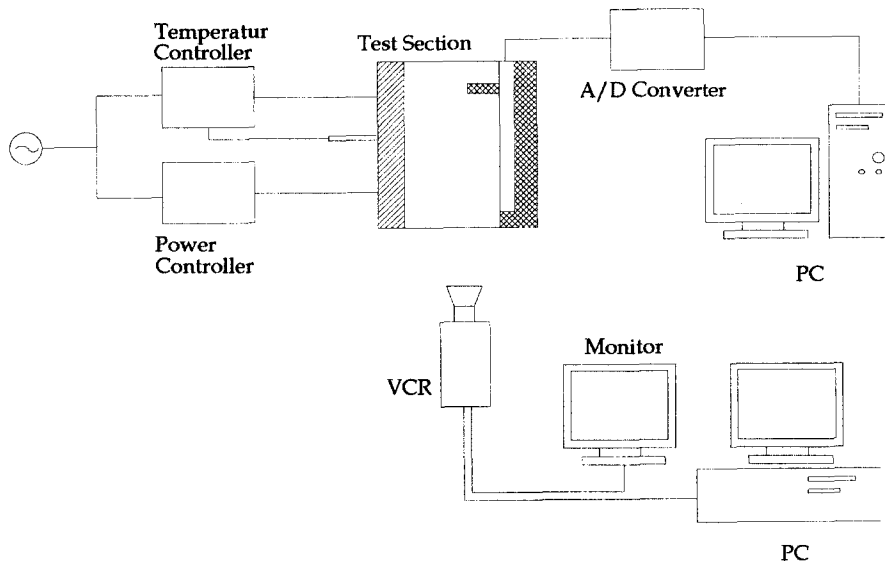 Temperatur
Controller
Test Section
A/D Converter
Power
Controller
PC
VCR
Monitor
PC